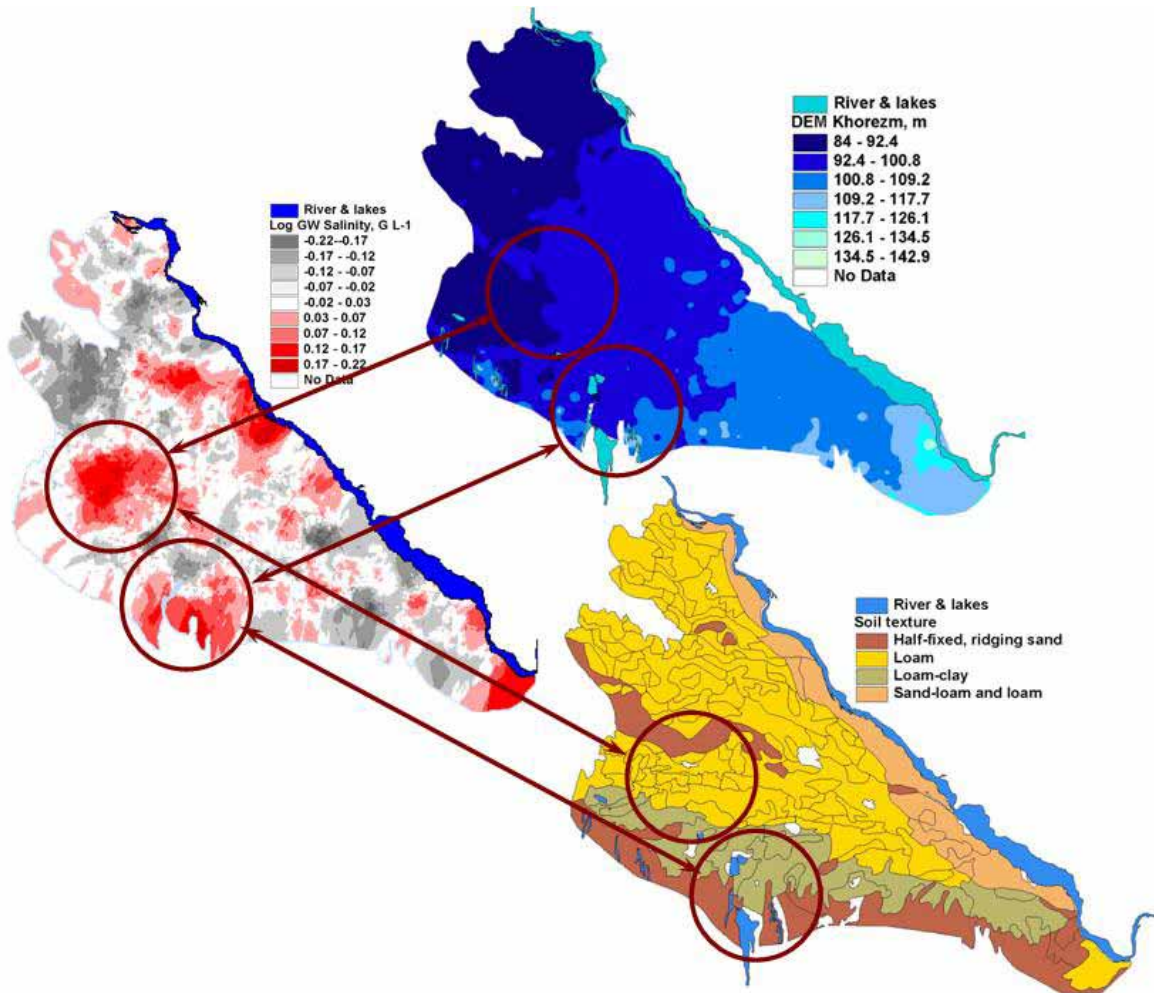 River & lakes
DEM Khorezm, m
84 - 92.4
92.4 - 100.8
100.8 - 109.2
109.2 - 117.7
117.7 - 126.1
126.1 - 134.5
134.5 - 142.9
No Data
River & lakes
Log GW Salinity, G L-1
-0.22--0.17
-0.17 - -0.12
-0.12 - -0.07
-0.07 - -0.02
-0.02 - 0.03
0.03 - 0.07
0.07 - 0.12
0.12 - 0.17
0.17 - 0.22
No Data
River & lakes
Soil texture
Half-fixed, ridging sand
Loam
Loam-clay
Sand-loam and loam